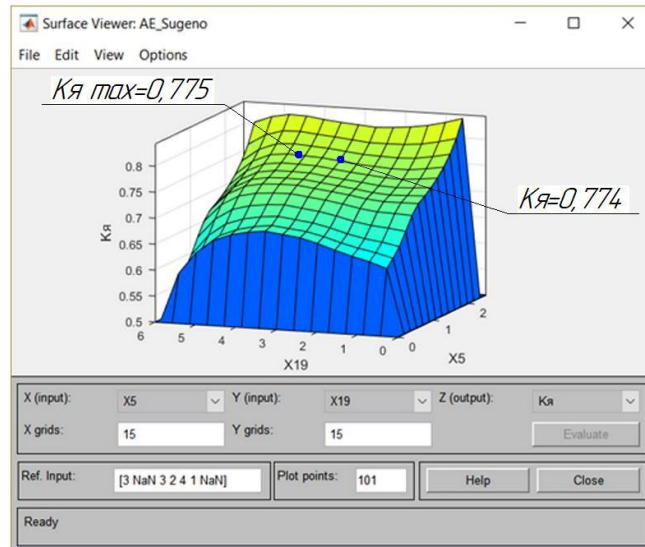 Surface Viewer: AE_Sugeno
File Edit View Options
Kя max=0,775
Kя=0,774
Kя
0.8
0.75
0.7
0.65
0.6
0.55
0.5
6 5 4 3 2 1 0
X19
0 1 2
X5
X (input): X5 Y (input): X19 Z (output): Kя
X grids: 15 Y grids: 15 Evaluate
Ref. Input: [3 NaN 3 2 4 1 NaN] Plot points: 101 Help Close
Ready